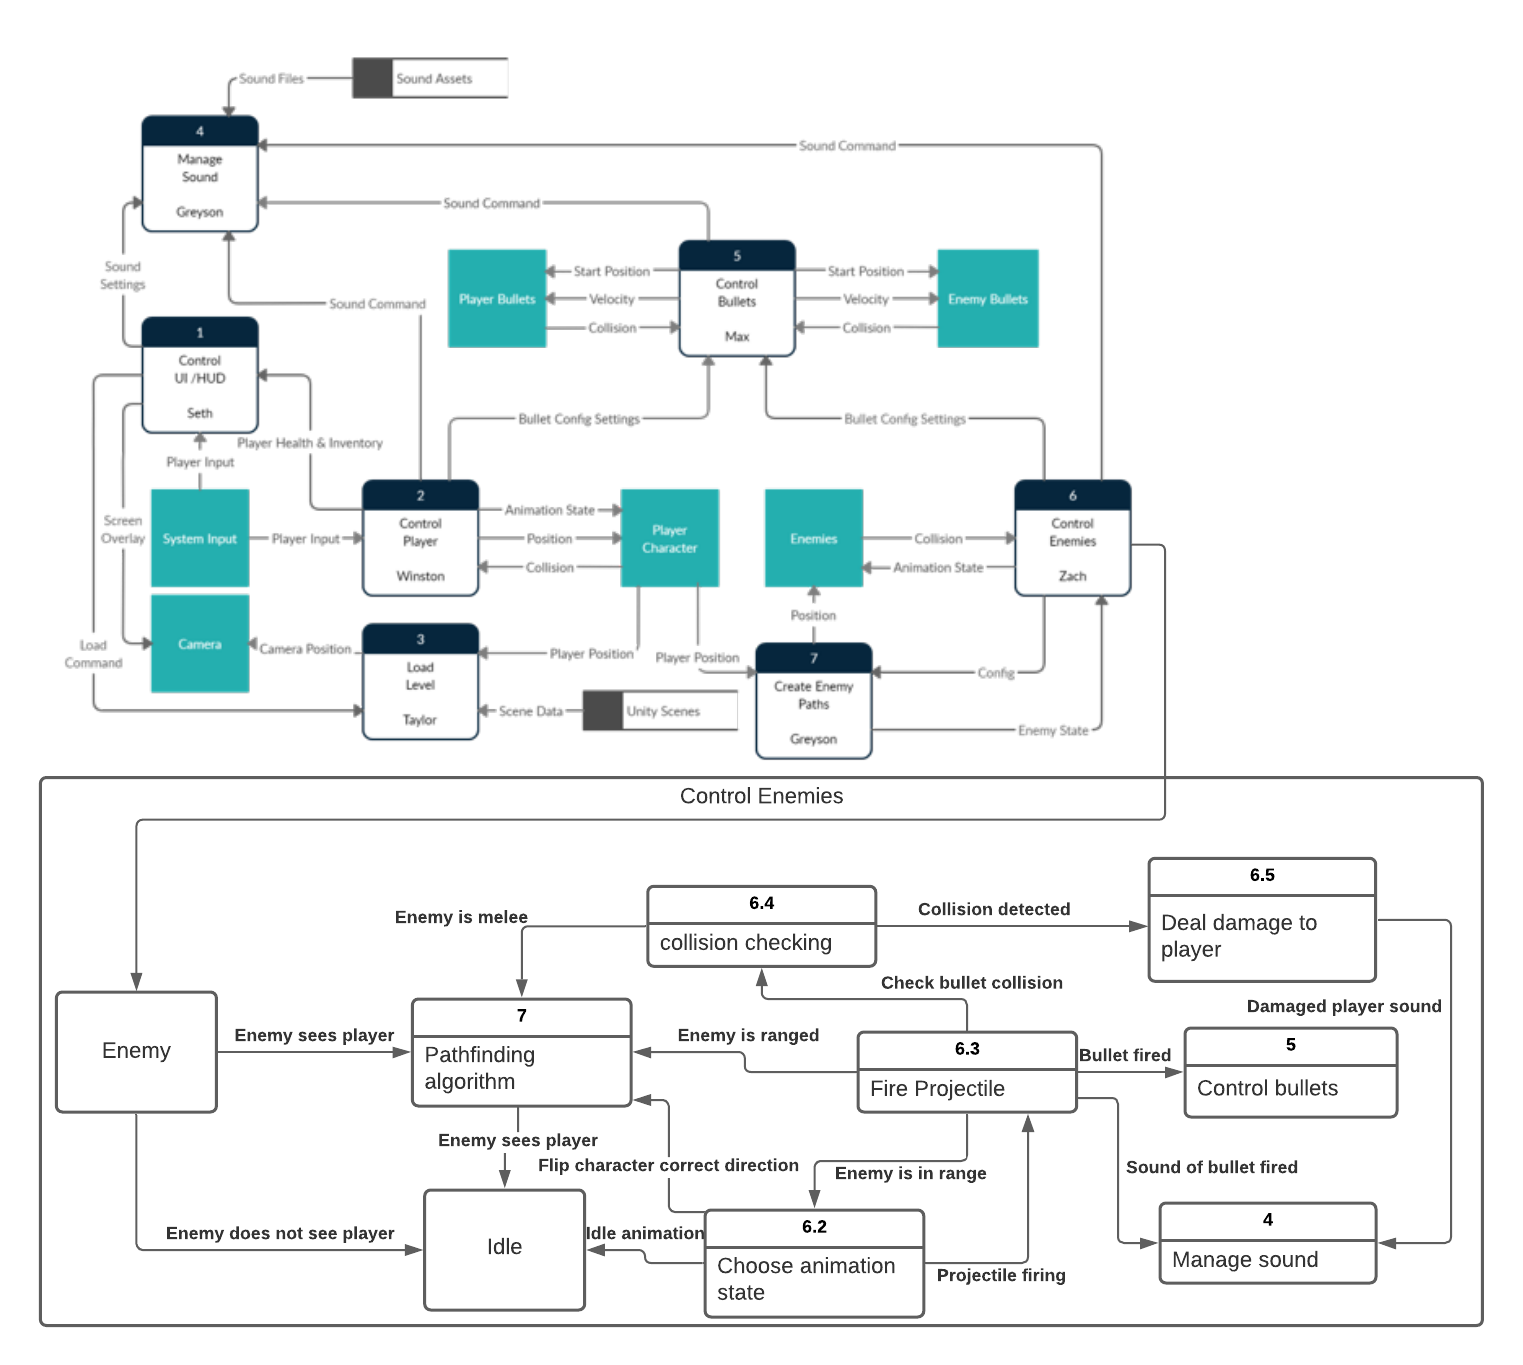 Sound Files
Sound Assets
4
Manage
Sound
Greyson
Sound Command
Sound Command
Sound
Settings
Sound Command
Player Bullets
Start Position
Velocity
Collision
5
Control
Bullets
Max
Start Position
Velocity
Collision
Enemy Bullets
1
Control
UI /HUD
Seth
Player Health & Inventory
Bullet Config Settings
Bullet Config Settings
Player Input
System Input
Player Input
Screen
Overlay
2
Control
Player
Winston
Animation State
Position
Collision
Player
Character
Enemies
Collision
Animation State
6
Control
Enemies
Zach
Position
Load
Command
Camera
Camera Position
3
Load
Level
Taylor
Player Position
Player Position
Scene Data
Unity Scenes
7
Create Enemy
Paths
Greyson
Config
Enemy State
Control Enemies
6.5
Deal damage to
player
6.4
collision checking
Collision detected
Enemy is melee
Check bullet collision
Damaged player sound
Enemy
Enemy sees player
7
Pathfinding
algorithm
Enemy is ranged
6.3
Fire Projectile
Bullet fired
5
Control bullets
Enemy sees player
Flip character correct direction
Enemy is in range
Sound of bullet fired
Enemy does not see player
Idle
Idle animation
6.2
Choose animation
state
Projectile firing
4
Manage sound